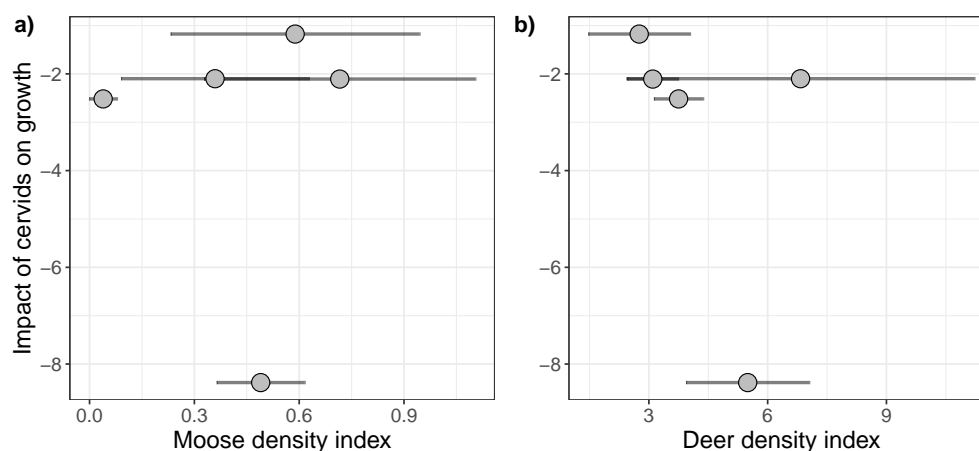 a)
Impact of cervids on growth
−2
−4
−6
−8
0.0 0.3 0.6 0.9
Moose density index
b)
−2
−4
−6
−8
3 6 9
Deer density index